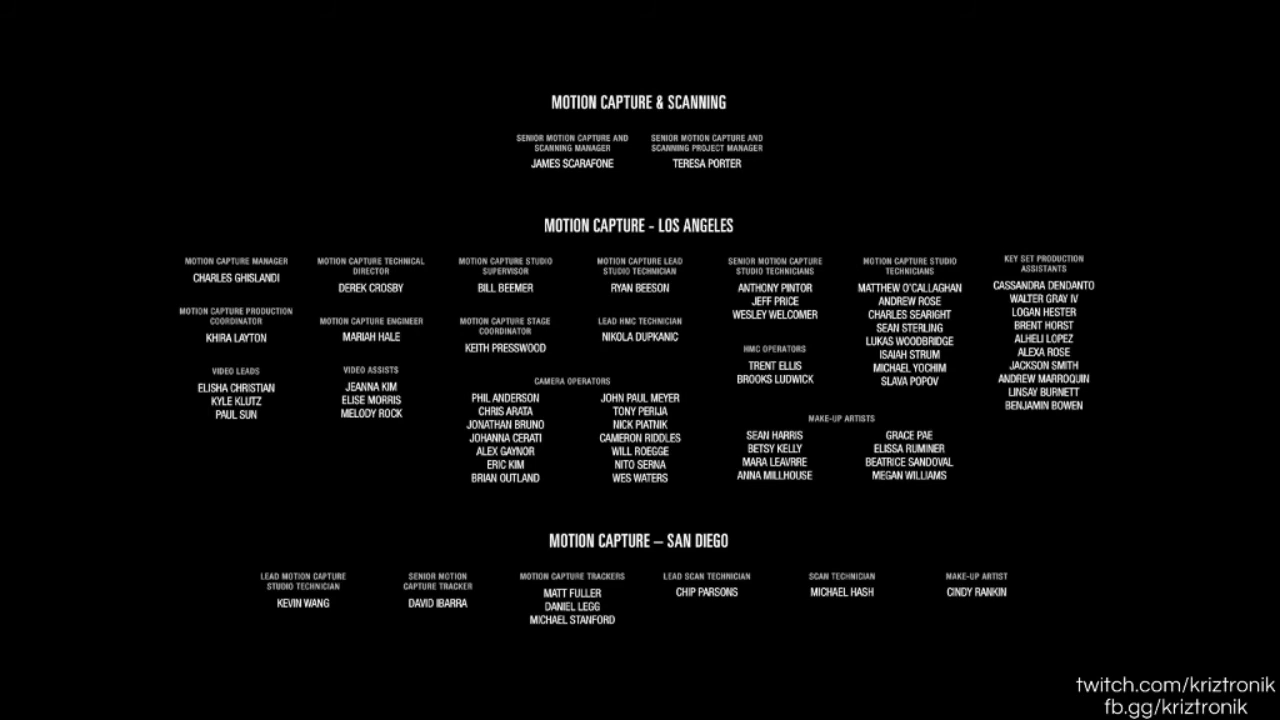 MOTION CAPTURE & SCANNING
SENIOR MOTION CAPTURE AND
SCANNING MANAGER
JAMES SCARAFONE
SENIOR MOTION CAPTURE AND
SCANNING PROJECT MANAGER
TERESA PORTER
MOTION CAPTURE - LOS ANGELES
MOTION CAPTURE MANAGER
CHARLES GHISLANDI
MOTION CAPTURE PRODUCTION
COORDINATOR
KHIRA LAYTON
VIDEO LEADS
ELISHA CHRISTIAN
KYLE KLUTZ
PAUL SUN
MOTION CAPTURE TECHNICAL
DIRECTOR
DEREK CROSBY
MOTION CAPTURE ENGINEER
MARIAH HALE
VIDEO ASSISTS
JEANNA KIM
ELISE MORRIS
MELODY ROCK
MOTION CAPTURE STUDIO
SUPERVISOR
BILL BEEMER
MOTION CAPTURE STAGE
COORDINATOR
KEITH PRESSWOOD
MOTION CAPTURE LEAD
STUDIO TECHNICIAN
RYAN BEESON
LEAD HMC TECHNICIAN
NIKOLA DUPKANIC
CAMERA OPERATORS
PHIL ANDERSON
CHRIS ARATA
JONATHAN BRUNO
JOHANNA CERATI
ALEX GAYNOR
ERIC KIM
BRIAN OUTLAND
JOHN PAUL MEYER
TONY PERIJA
NICK PIATNIK
CAMERON RIDDLES
WILL ROEGGE
NITO SERNA
WES WATERS
SENIOR MOTION CAPTURE
STUDIO TECHNICIANS
ANTHONY PINTOR
JEFF PRICE
WESLEY WELCOMER
HMC OPERATORS
TRENT ELLIS
BROOKS LUDWICK
MOTION CAPTURE STUDIO
TECHNICIANS
MATTHEW O'CALLAGHAN
ANDREW ROSE
CHARLES SEARIGHT
SEAN STERLING
LUKAS WOODBRIDGE
ISAIAH STRUM
MICHAEL YOCHIM
SLAVA POPOV
MAKE-UP ARTISTS
SEAN HARRIS
BETSY KELLY
MARA LEAVRRE
ANNA MILLHOUSE
GRACE PAE
ELISSA RUMINER
BEATRICE SANDOVAL
MEGAN WILLIAMS
KEY SET PRODUCTION
ASSISTANTS
CASSANDRA DENDANTO
WALTER GRAY IV
LOGAN HESTER
BRENT HORST
ALHELI LOPEZ
ALEXA ROSE
JACKSON SMITH
ANDREW MARROQUIN
LINSAY BURNETT
BENJAMIN BOWEN
MOTION CAPTURE – SAN DIEGO
LEAD MOTION CAPTURE
STUDIO TECHNICIAN
KEVIN WANG
SENIOR MOTION
CAPTURE TRACKER
DAVID IBARRA
MOTION CAPTURE TRACKERS
MATT FULLER
DANIEL LEGG
MICHAEL STANFORD
LEAD SCAN TECHNICIAN
CHIP PARSONS
SCAN TECHNICIAN
MICHAEL HASH
MAKE-UP ARTIST
CINDY RANKIN
twitch.com/kriztronik
fb.gg/kriztronik